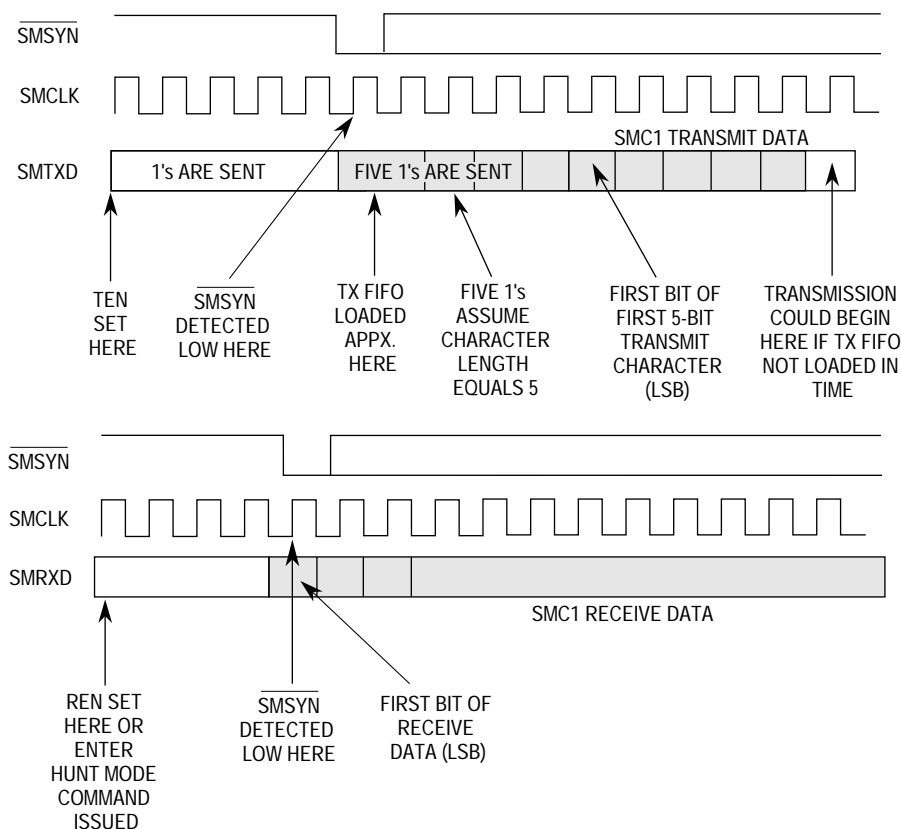 SMSYN
SMCLK
SMC1 TRANSMIT DATA
SMTXD
1's ARE SENT
FIVE 1's ARE SENT
TEN
SET
HERE
SMSYN
DETECTED
LOW HERE
TX FIFO
LOADED
APPX.
HERE
FIVE 1's
ASSUME
CHARACTER
LENGTH
EQUALS 5
FIRST BIT OF
FIRST 5-BIT
TRANSMIT
CHARACTER
(LSB)
TRANSMISSION
COULD BEGIN
HERE IF TX FIFO
NOT LOADED IN
TIME
SMSYN
SMCLK
SMRXD
SMC1 RECEIVE DATA
REN SET
HERE OR
ENTER
HUNT MODE
COMMAND
ISSUED
SMSYN
DETECTED
LOW HERE
FIRST BIT OF
RECEIVE
DATA (LSB)